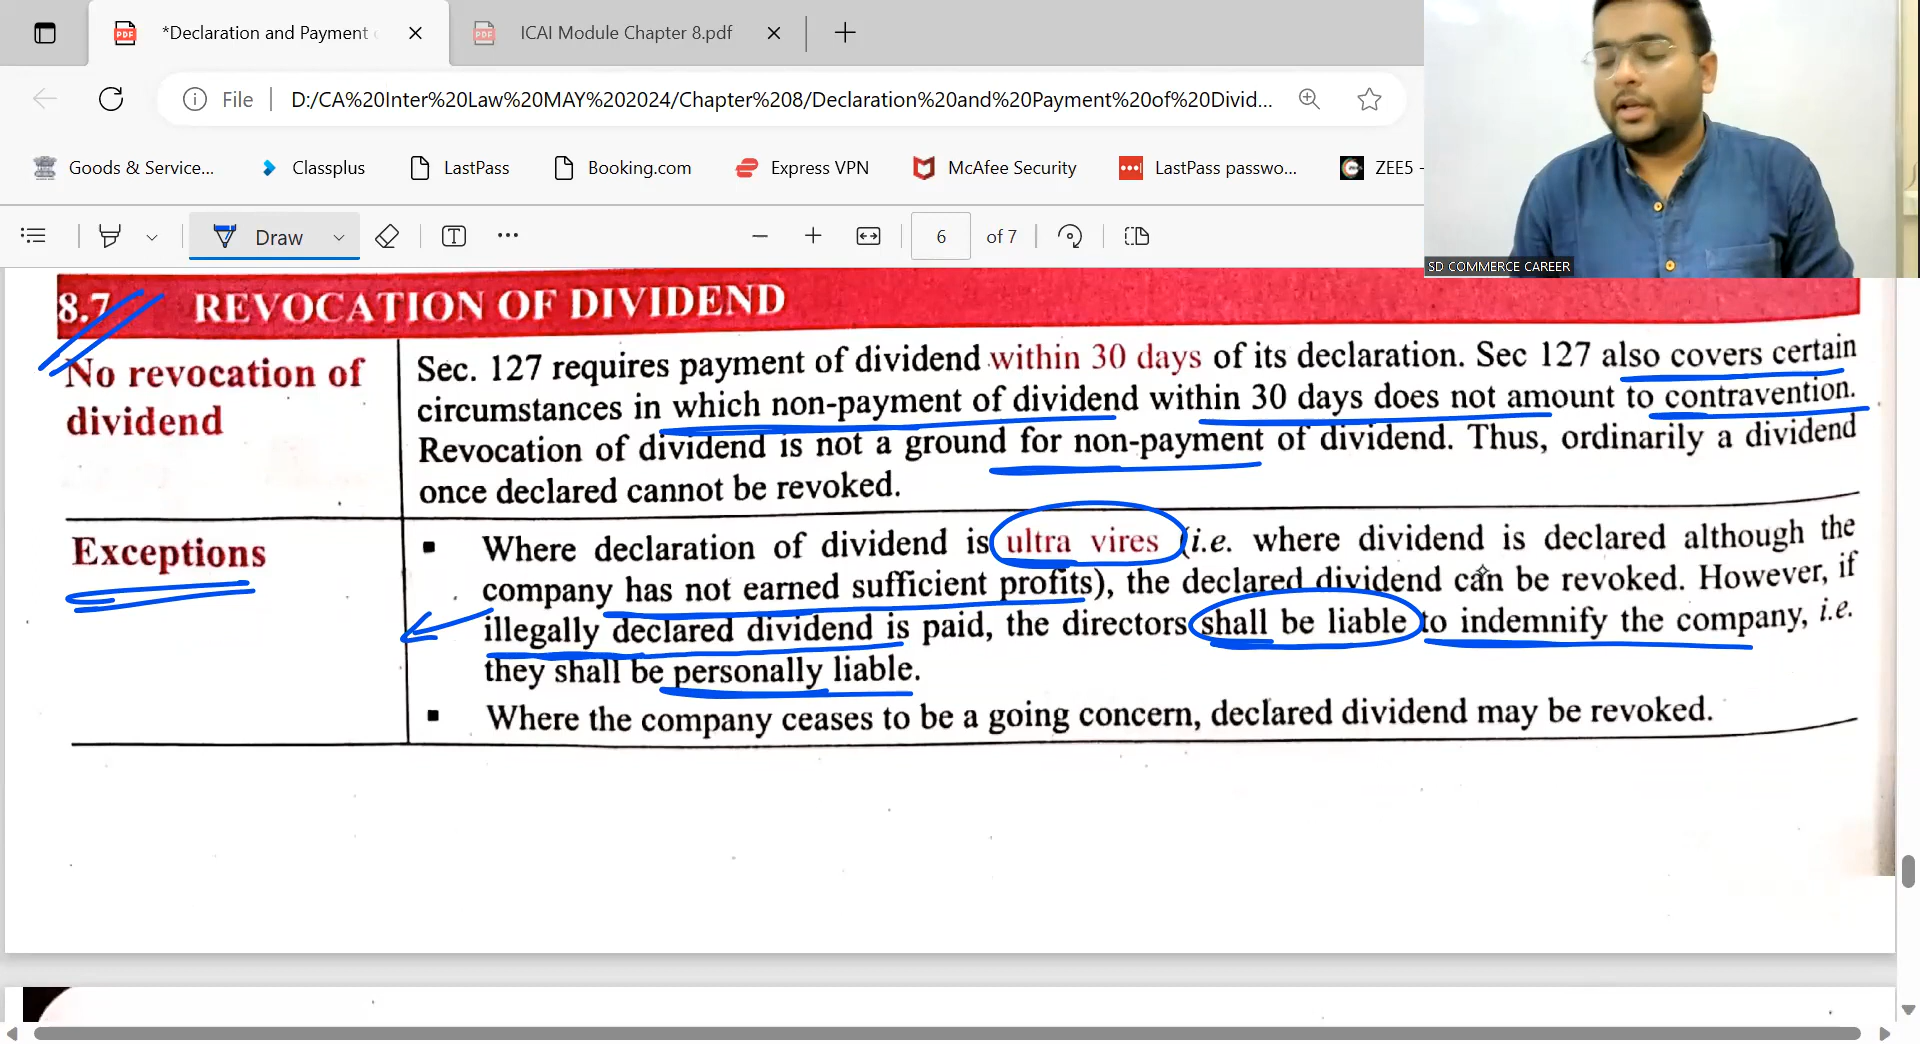 *Declaration and Payment
ICAI Module Chapter 8.pdf
File
D:/CA%20Inter%20Law%20MAY%202024/Chapter%208/Declaration%20and%20Payment%20of%20Divid...
Goods & Service...
Classplus
LastPass
Booking.com
Express VPN
McAfee Security
LastPass passwo...
ZEE5 -
Draw
6
of 7
SD COMMERCE CAREER
8.7 REVOCATION OF DIVIDEND
No revocation of
dividend
Sec. 127 requires payment of dividend within 30 days of its declaration. Sec 127 also covers certain
circumstances in which non-payment of dividend within 30 days does not amount to contravention.
Revocation of dividend is not a ground for non-payment of dividend. Thus, ordinarily a dividend
once declared cannot be revoked.
Exceptions
▪ Where declaration of dividend is ultra vires (i.e. where dividend is declared although the
company has not earned sufficient profits), the declared dividend can be revoked. However, if
illegally declared dividend is paid, the directors shall be liable to indemnify the company, i.e.
they shall be personally liable.
▪ Where the company ceases to be a going concern, declared dividend may be revoked.